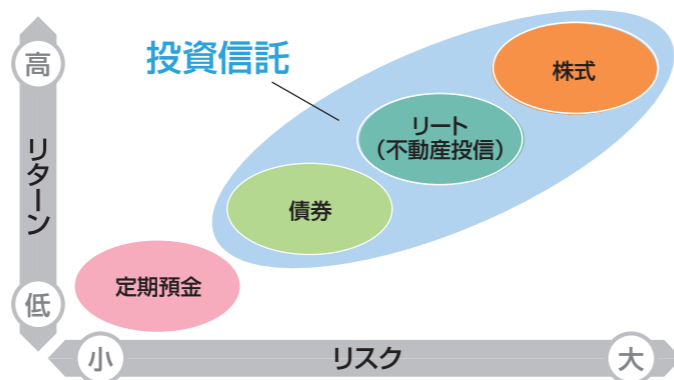 高
投資信託
株式
リート
（不動産投信）
リターン
債券
定期預金
低
小
リスク
大